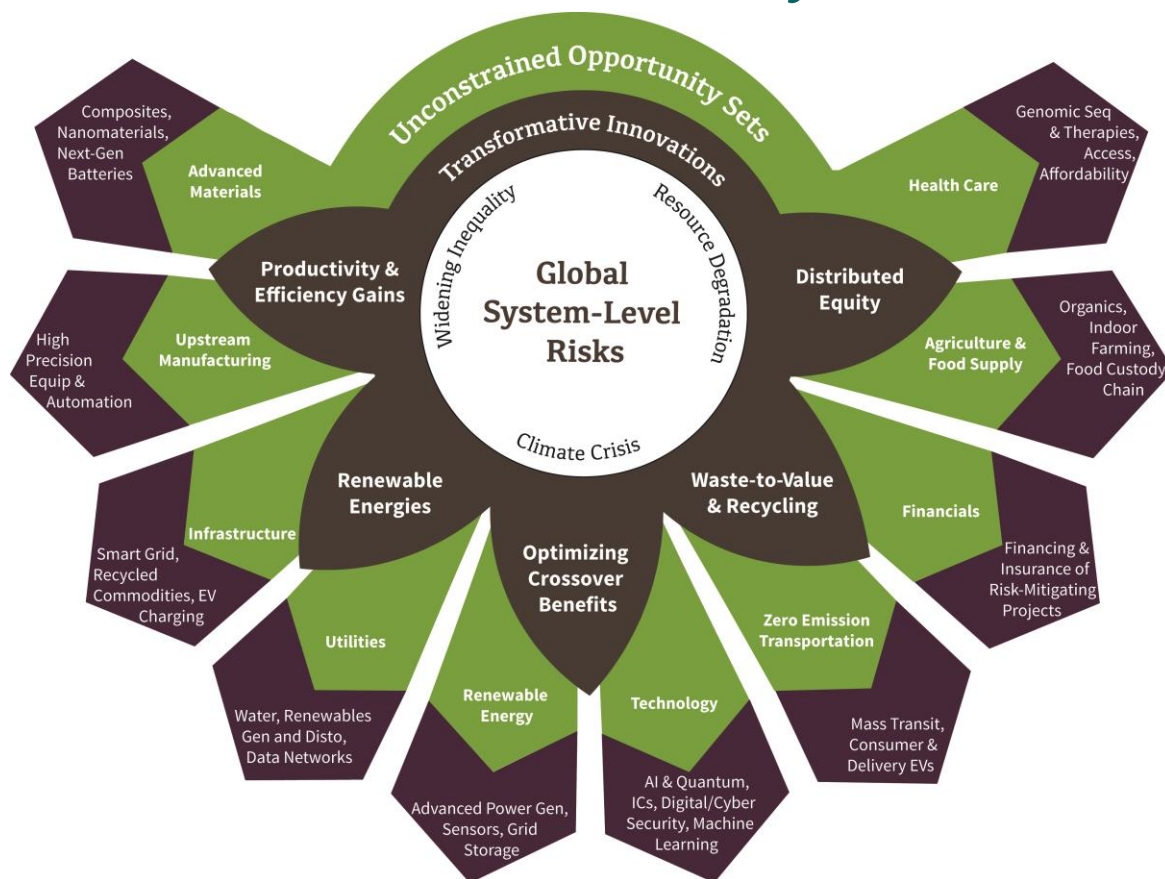 Unconstrained Opportunity Sets
Transformative Innovations
Widening Inequality
Resource Degradation
Climate Crisis
Global
System-Level
Risks
Productivity &
Efficiency Gains
Renewable
Energies
Optimizing
Crossover
Benefits
Waste-to-Value
& Recycling
Distributed
Equity
Advanced
Materials
Composites,
Nanomaterials,
Next-Gen
Batteries
Upstream
Manufacturing
High
Precision
Equip &
Automation
Infrastructure
Smart Grid,
Recycled
Commodities, EV
Charging
Utilities
Water, Renewables
Gen and Disto,
Data Networks
Renewable
Energy
Advanced Power Gen,
Sensors, Grid
Storage
Technology
AI & Quantum,
ICs, Digital/Cyber
Security, Machine
Learning
Zero Emission
Transportation
Mass Transit,
Consumer &
Delivery EVs
Financials
Financing &
Insurance of
Risk-Mitigating
Projects
Agriculture &
Food Supply
Organics,
Indoor
Farming,
Food Custody
Chain
Health Care
Genomic Seq
& Therapies,
Access,
Affordability